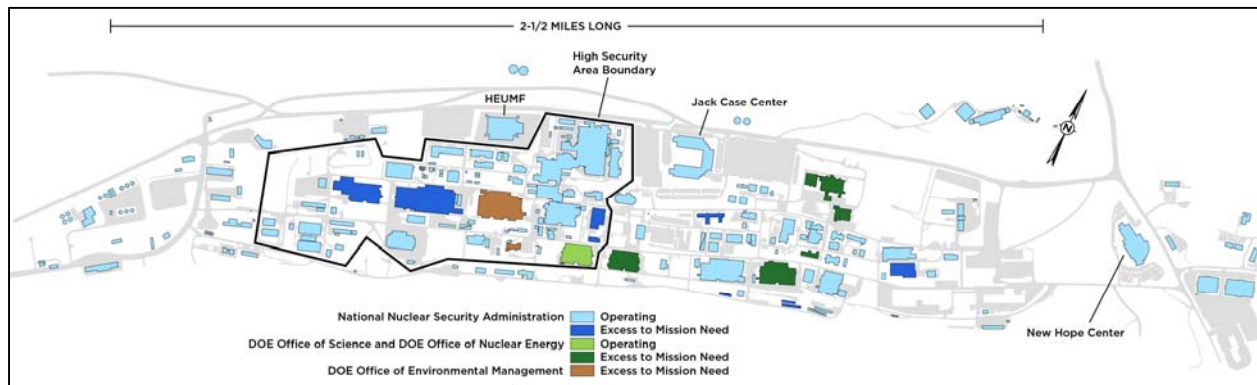 2-1/2 MILES LONG
High Security
Area Boundary
HEUMF
Jack Case Center
N
National Nuclear Security Administration Operating
Excess to Mission Need
DOE Office of Science and DOE Office of Nuclear Energy Operating
Excess to Mission Need
DOE Office of Environmental Management Excess to Mission Need
New Hope Center